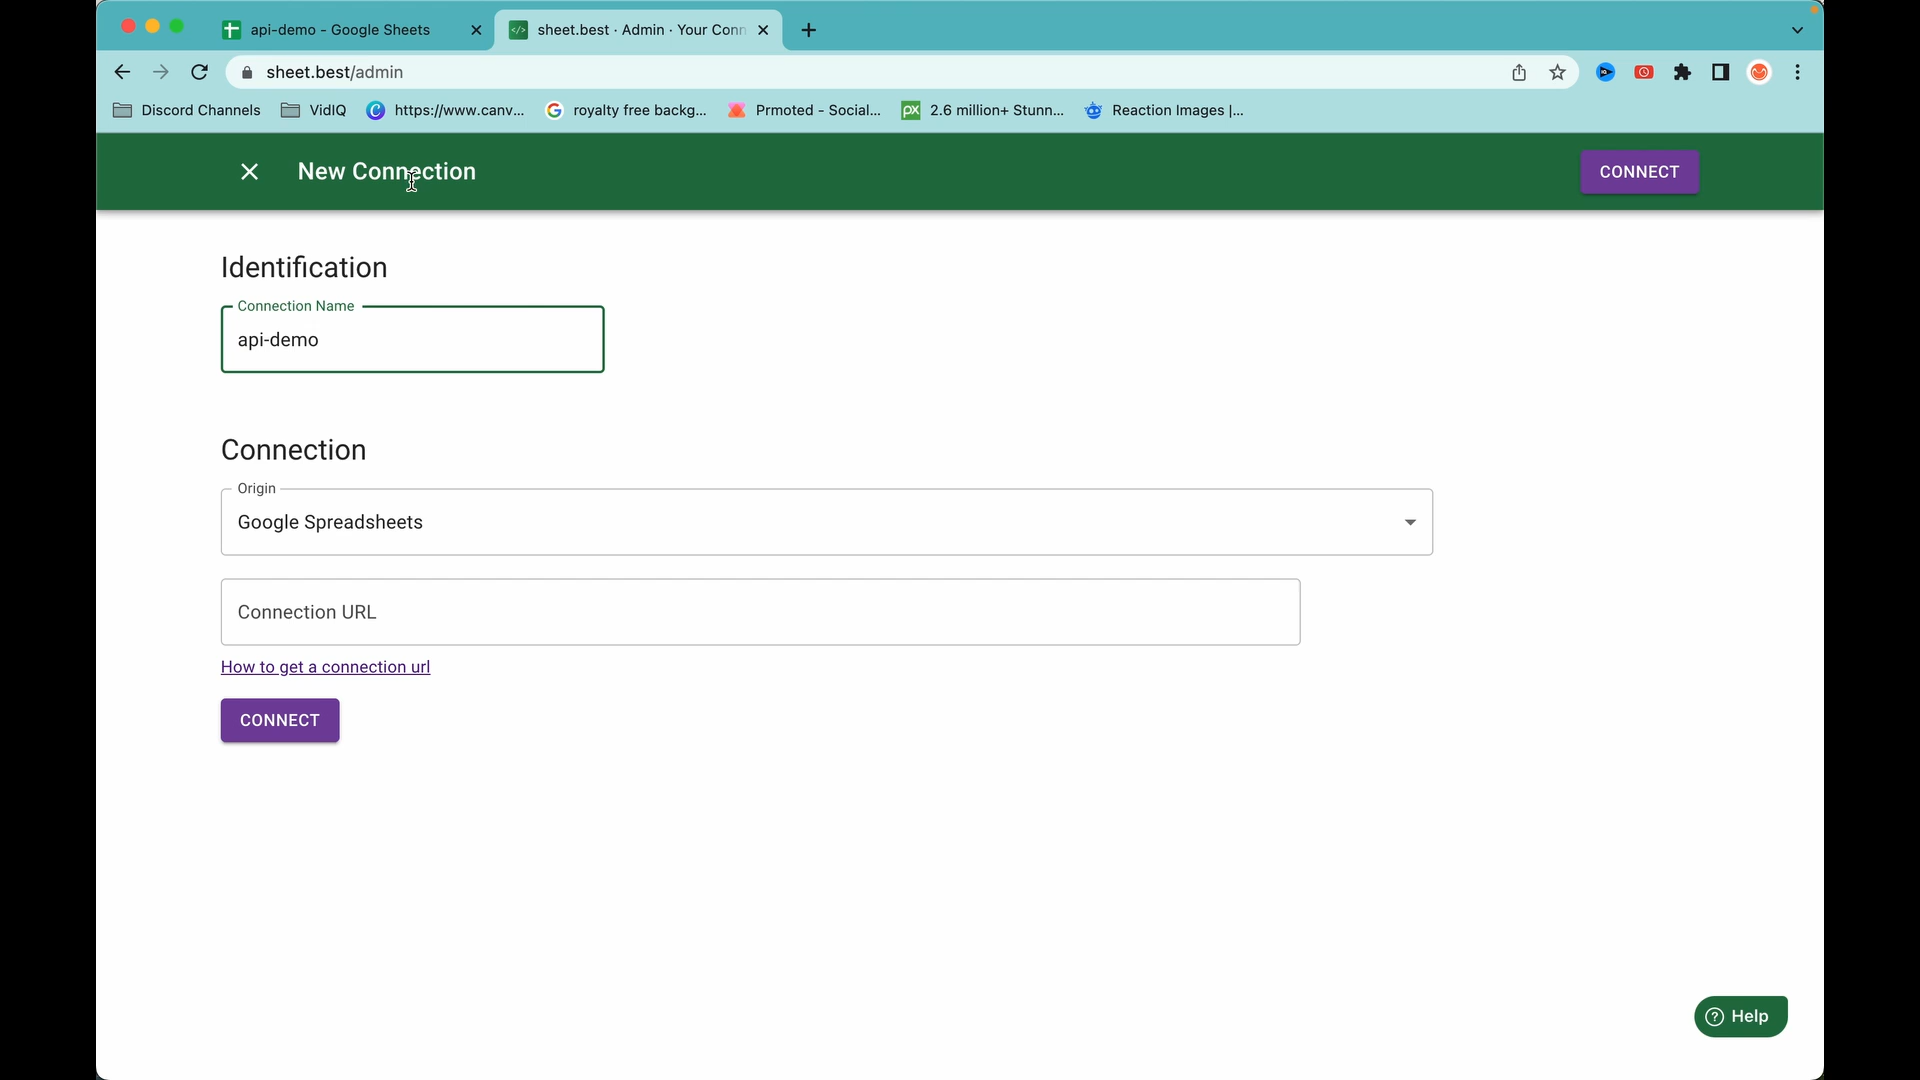 api-demo - Google Sheets
sheet.best · Admin · Your Conn
sheet.best/admin
Discord Channels
VidIQ
https://www.canv...
royalty free backg...
Prmoted - Social...
2.6 million+ Stunn...
Reaction Images |...
New Connection
CONNECT
Identification
Connection Name
api-demo
Connection
Origin
Google Spreadsheets
Connection URL
How to get a connection url
CONNECT
Help